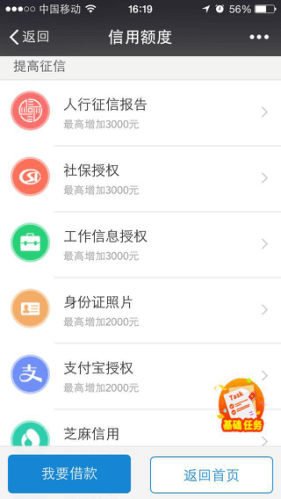 中国移动
16:19
56%
返回
信用额度
提高征信
人行征信报告
最高增加3000元
社保授权
最高增加3000元
工作信息授权
最高增加3000元
身份证照片
最高增加2000元
支
支付宝授权
最高增加2000元
Task
基础任务
芝麻信用
我要借款
返回首页